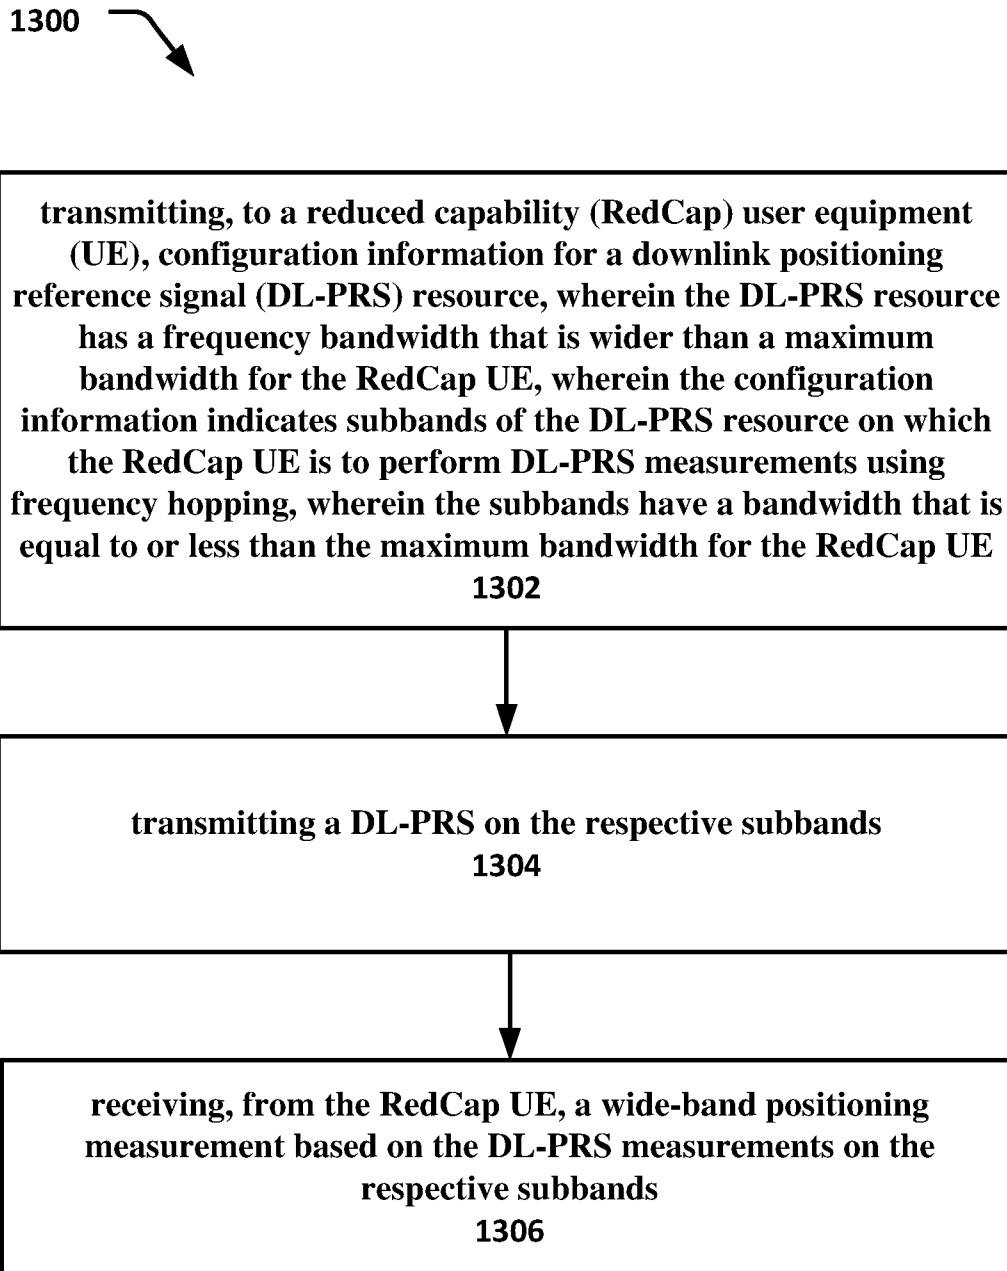 1300
transmitting, to a reduced capability (RedCap) user equipment
(UE), configuration information for a downlink positioning
reference signal (DL-PRS) resource, wherein the DL-PRS resource
has a frequency bandwidth that is wider than a maximum
bandwidth for the RedCap UE, wherein the configuration
information indicates subbands of the DL-PRS resource on which
the RedCap UE is to perform DL-PRS measurements using
frequency hopping, wherein the subbands have a bandwidth that is
equal to or less than the maximum bandwidth for the RedCap UE
1302
transmitting a DL-PRS on the respective subbands
1304
receiving, from the RedCap UE, a wide-band positioning
measurement based on the DL-PRS measurements on the
respective subbands
1306